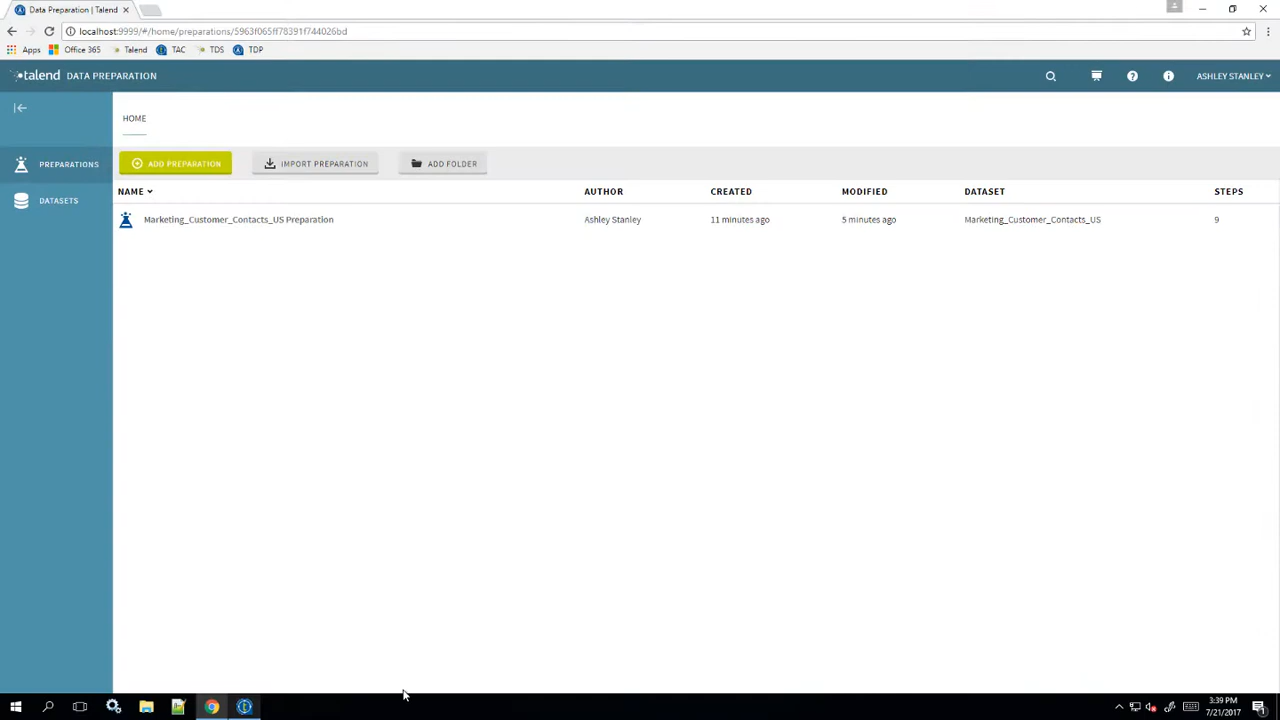 Data Preparation | Talend
localhost:9999/#/home/preparations/5963f065ff78391f744026bd
Apps Office 365 Talend TAC TDS TDP
talend DATA PREPARATION ASHLEY STANLEY
HOME
PREPARATIONS
DATASETS
ADD PREPARATION IMPORT PREPARATION ADD FOLDER
NAME AUTHOR CREATED MODIFIED DATASET STEPS
Marketing_Customer_Contacts_US Preparation Ashley Stanley 11 minutes ago 5 minutes ago Marketing_Customer_Contacts_US 9
3:39 PM
7/21/2017